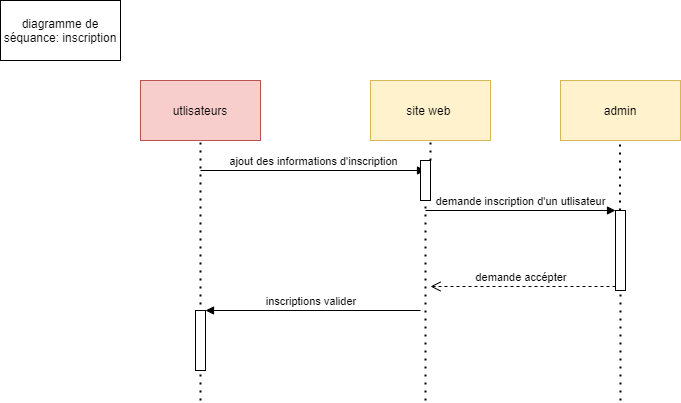 diagramme de
séquance: inscription
utlisateurs
site web
admin
ajout des informations d'inscription
demande inscription d'un utlisateur
demande accépter
inscriptions valider